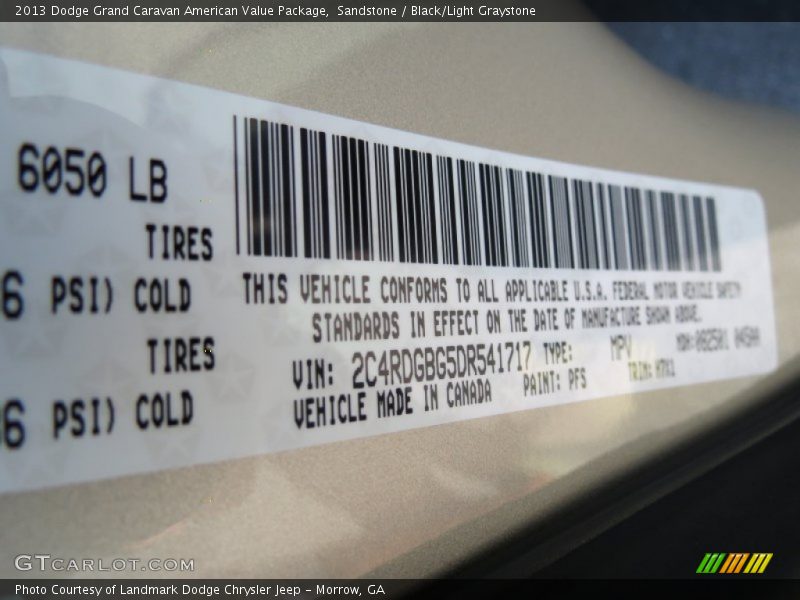 2013 Dodge Grand Caravan American Value Package, Sandstone / Black/Light Graystone
6050 LB
TIRES
6 PSI) COLD
TIRES
6 PSI) COLD
THIS VEHICLE CONFORMS TO ALL APPLICABLE U.S.A. FEDERAL MOTOR VEHICLE SAFETY
STANDARDS IN EFFECT ON THE DATE OF MANUFACTURE SHOWN ABOVE.
VIN: 2C4RDGBG5DR541717 TYPE: MPV
VEHICLE MADE IN CANADA PAINT: PFS TRIM:
GTCARLOT.COM
Photo Courtesy of Landmark Dodge Chrysler Jeep – Morrow, GA